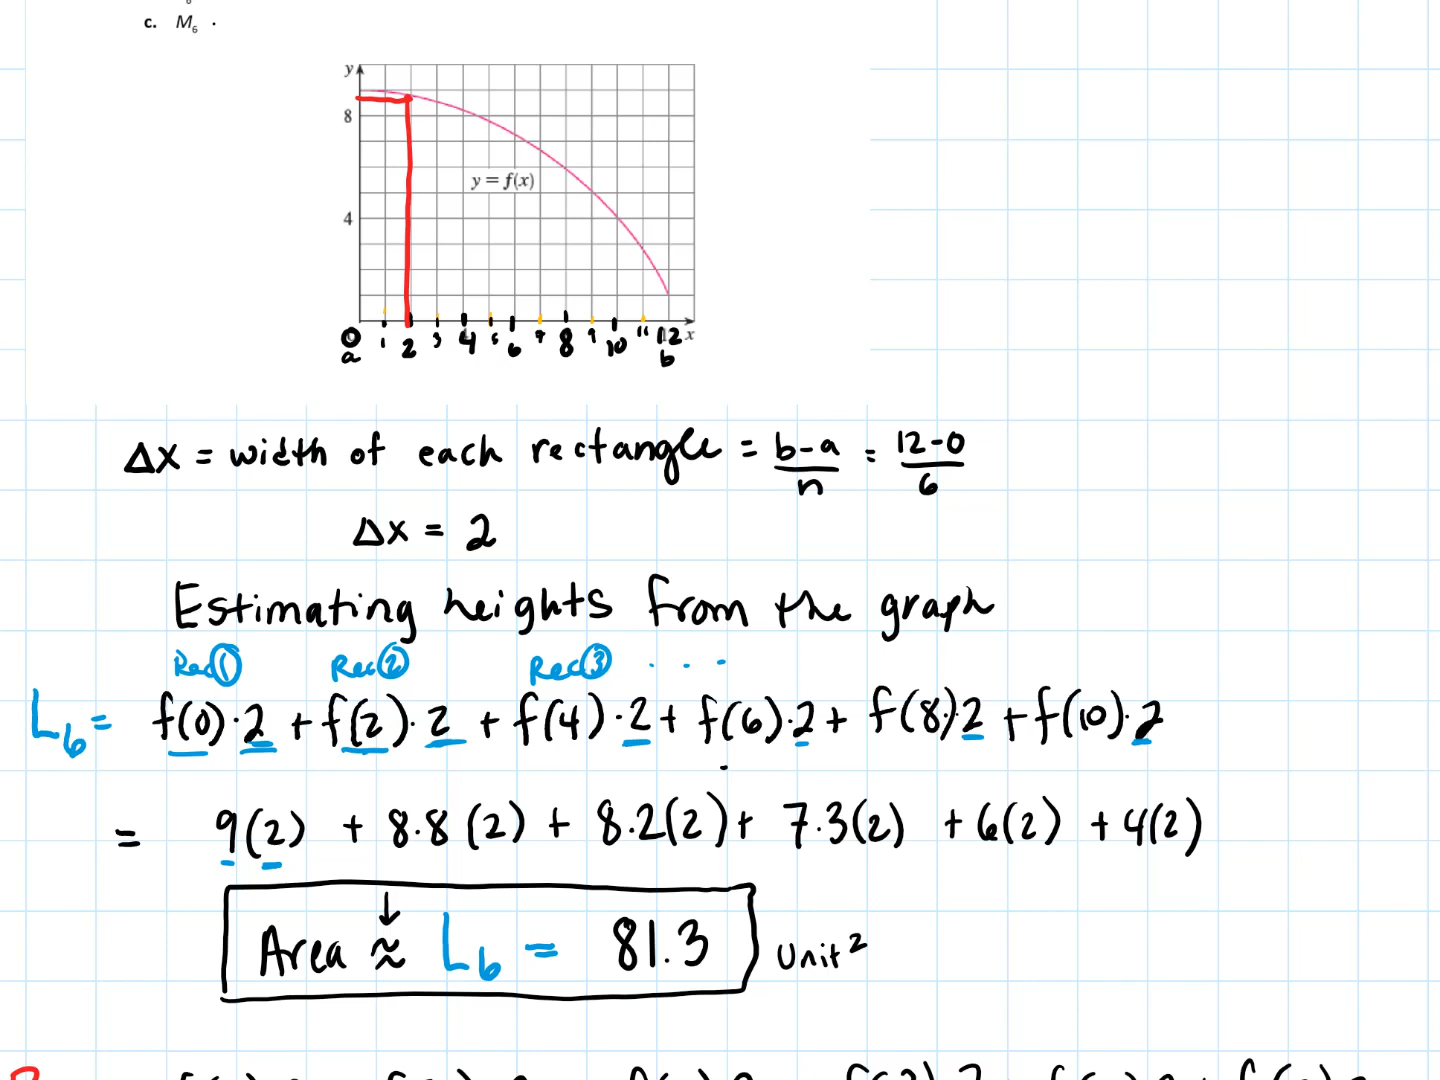 c. M₆ .
y
8
y = f(x)
4
0 1 2 3 4 5 6 7 8 9 10 11 12 x
a b
Δx = width of each rectangle = b-a/n = 12-0/6
Δx = 2
Estimating heights from the graph
Rec① Rec② Rec③ . . .
L₆ = f(0)·2 + f(2)·2 + f(4)·2 + f(6)·2 + f(8)·2 + f(10)·2
= 9(2) + 8.8(2) + 8.2(2) + 7.3(2) + 6(2) + 4(2)
↓
Area ≈ L₆ = 81.3 Unit²